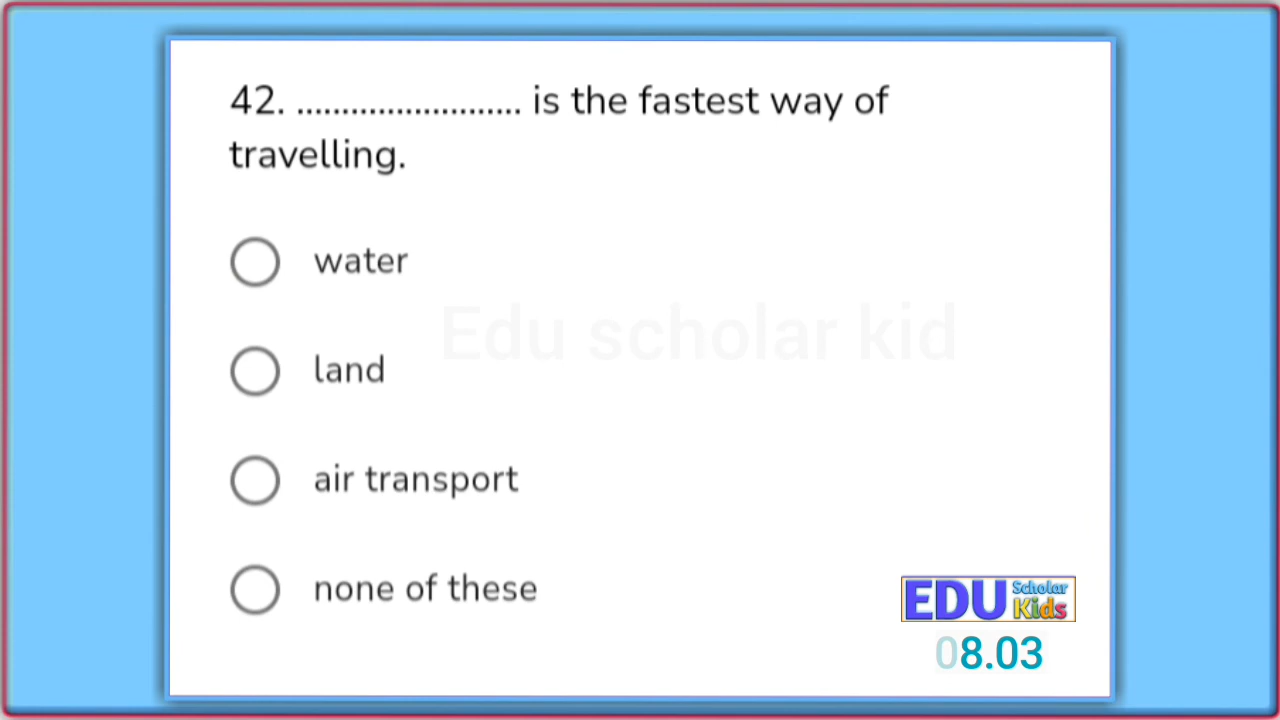 42. ......................... is the fastest way of
travelling.
water
Edu scholar kid
land
air transport
none of these
EDU Scholar Kids
08.03